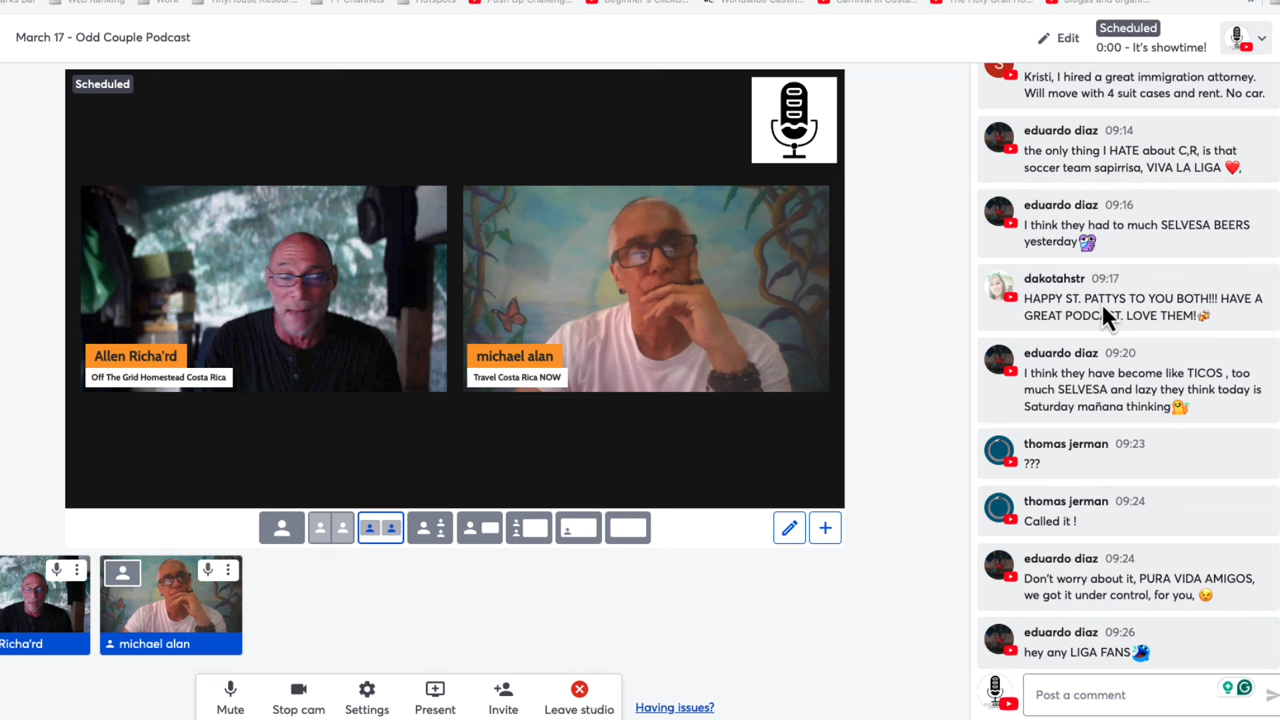 Work
YT Channels
Hotspots
March 17 - Odd Couple Podcast
Edit
Scheduled
0:00 - It's showtime!
Scheduled
ODD
Allen Richa'rd
Off The Grid Homestead Costa Rica
michael alan
Travel Costa Rica NOW
Richa'rd
michael alan
Mute
Stop cam
Settings
Present
Invite
Leave studio
Having issues?
Kristi, I hired a great immigration attorney.
Will move with 4 suit cases and rent. No car.
eduardo diaz 09:14
the only thing I HATE about C,R, is that
soccer team sapirrisa, VIVA LA LIGA ❤️,
eduardo diaz 09:16
I think they had to much SELVESA BEERS
yesterday
dakotahstr 09:17
HAPPY ST. PATTYS TO YOU BOTH!!! HAVE A
GREAT PODCAST. LOVE THEM!
eduardo diaz 09:20
I think they have become like TICOS , too
much SELVESA and lazy they think today is
Saturday mañana thinking
thomas jerman 09:23
???
thomas jerman 09:24
Called it !
eduardo diaz 09:24
Don't worry about it, PURA VIDA AMIGOS,
we got it under control, for you, 😉
eduardo diaz 09:26
hey any LIGA FANS
Post a comment